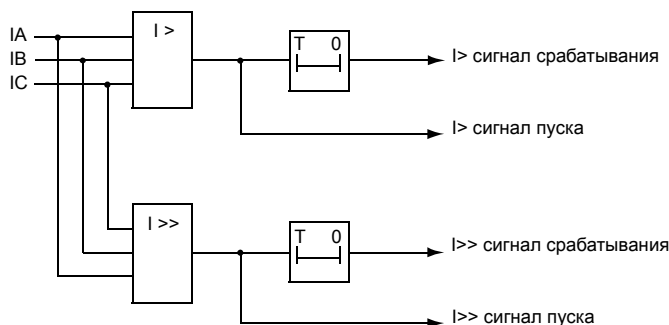 IA
IB
IC
I >
T 0
I> сигнал срабатывания
I> сигнал пуска
I >>
T 0
I>> сигнал срабатывания
I>> сигнал пуска